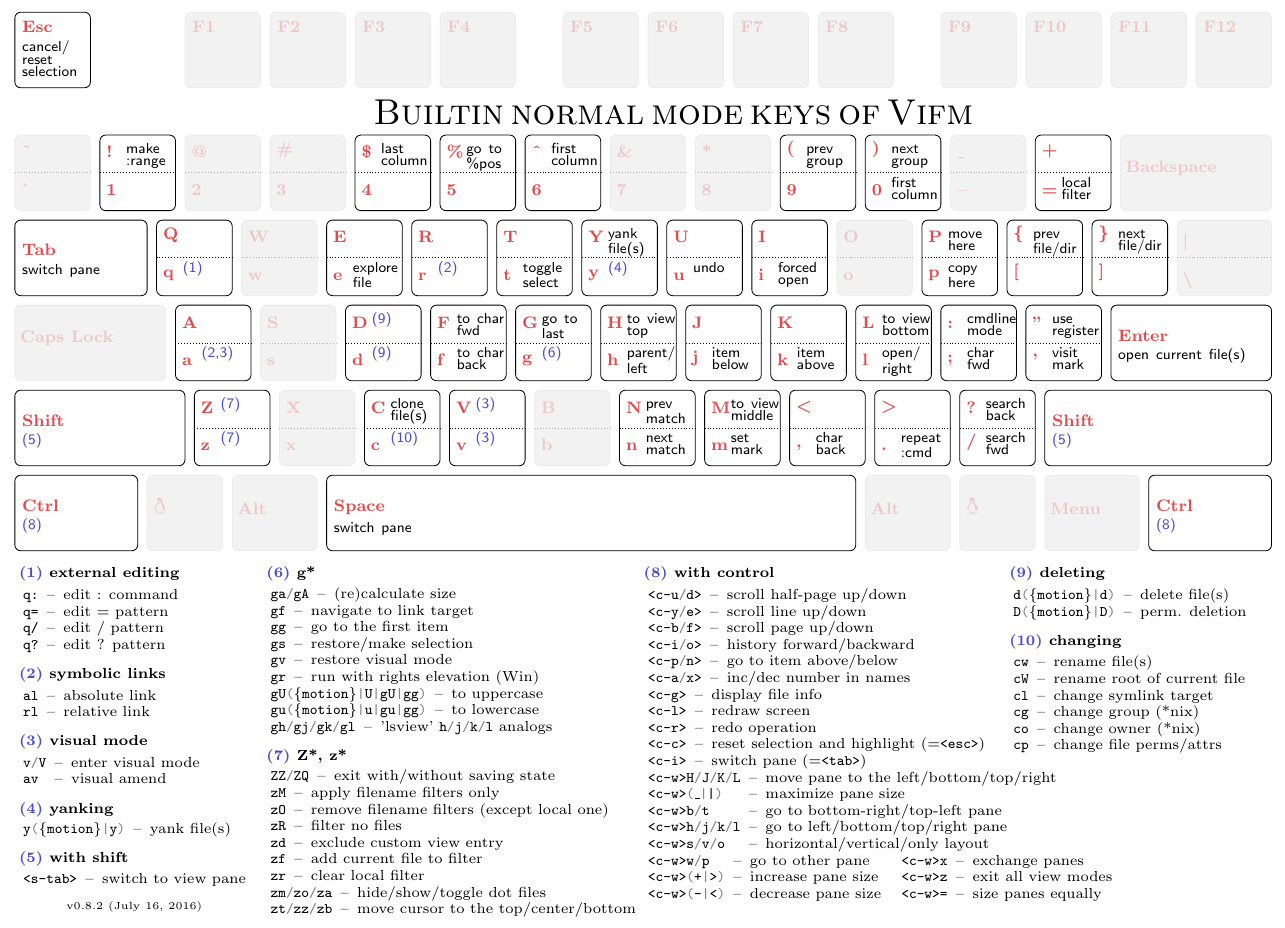 Esc
cancel/
reset
selection
F1 F2 F3 F4 F5 F6 F7 F8 F9 F10 F11 F12
BUILTIN NORMAL MODE KEYS OF VIFM
~
`
! make
:range
1
@
2
#
3
$ last
column
4
% go to
%pos
5
^ first
column
6
&
7
*
8
( prev
group
9
) next
group
0 first
column
_
–
+
= local
filter
Backspace
Tab
switch pane
Q
q (1)
W
w
E
e explore
file
R
r (2)
T
t toggle
select
Y yank
file(s)
y (4)
U
u undo
I
i forced
open
O
o
P move
here
p copy
here
{ prev
file/dir
[
} next
file/dir
]
|
\
Caps Lock
A
a (2,3)
S
s
D (9)
d (9)
F to char
fwd
f to char
back
G go to
last
g (6)
H to view
top
h parent/
left
J
j item
below
K
k item
above
L to view
bottom
l open/
right
: cmdline
mode
; char
fwd
" use
register
' visit
mark
Enter
open current file(s)
Shift
(5)
Z (7)
z (7)
X
x
C clone
file(s)
c (10)
V (3)
v (3)
B
b
N prev
match
n next
match
M to view
middle
m set
mark
<
, char
back
>
. repeat
:cmd
? search
back
/ search
fwd
Shift
(5)
Ctrl
(8)
Alt
Space
switch pane
Alt
Menu
Ctrl
(8)
(1) external editing
q: – edit : command
q= – edit = pattern
q/ – edit / pattern
q? – edit ? pattern
(2) symbolic links
al – absolute link
rl – relative link
(3) visual mode
v/V – enter visual mode
av – visual amend
(4) yanking
y({motion}|y) – yank file(s)
(5) with shift
<s-tab> – switch to view pane
v0.8.2 (July 16, 2016)
(6) g*
ga/gA – (re)calculate size
gf – navigate to link target
gg – go to the first item
gs – restore/make selection
gv – restore visual mode
gr – run with rights elevation (Win)
gU({motion}|U|gU|gg) – to uppercase
gu({motion}|u|gu|gg) – to lowercase
gh/gj/gk/gl – 'lsview' h/j/k/l analogs
(7) Z*, z*
ZZ/ZQ – exit with/without saving state
zM – apply filename filters only
zO – remove filename filters (except local one)
zR – filter no files
zd – exclude custom view entry
zf – add current file to filter
zr – clear local filter
zm/zo/za – hide/show/toggle dot files
zt/zz/zb – move cursor to the top/center/bottom
(8) with control
<c-u/d> – scroll half-page up/down
<c-y/e> – scroll line up/down
<c-b/f> – scroll page up/down
<c-i/o> – history forward/backward
<c-p/n> – go to item above/below
<c-a/x> – inc/dec number in names
<c-g> – display file info
<c-l> – redraw screen
<c-r> – redo operation
<c-c> – reset selection and highlight (=<esc>)
<c-i> – switch pane (=<tab>)
<c-w>H/J/K/L – move pane to the left/bottom/top/right
<c-w>(_||) – maximize pane size
<c-w>b/t – go to bottom-right/top-left pane
<c-w>h/j/k/l – go to left/bottom/top/right pane
<c-w>s/v/o – horizontal/vertical/only layout
<c-w>w/p – go to other pane <c-w>x – exchange panes
<c-w>(+|>) – increase pane size <c-w>z – exit all view modes
<c-w>(-|<) – decrease pane size <c-w>= – size panes equally
(9) deleting
d({motion}|d) – delete file(s)
D({motion}|D) – perm. deletion
(10) changing
cw – rename file(s)
cW – rename root of current file
cl – change symlink target
cg – change group (*nix)
co – change owner (*nix)
cp – change file perms/attrs